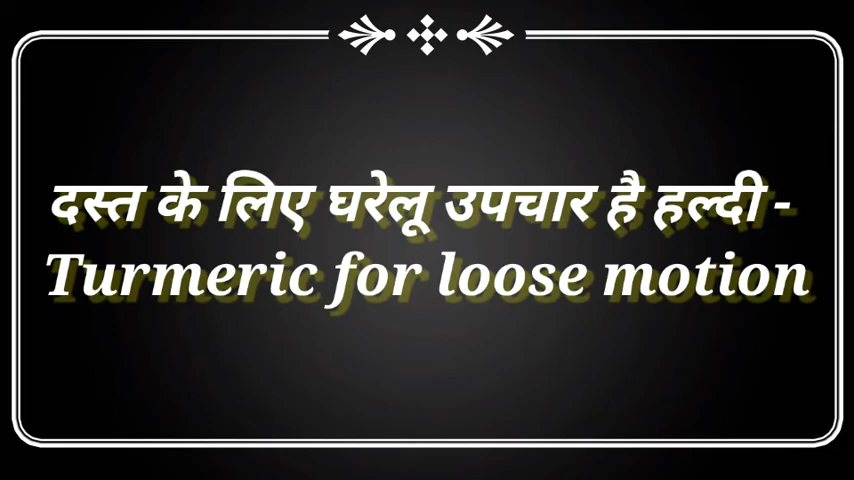 दस्त के लिए घरेलू उपचार है हल्दी -
Turmeric for loose motion